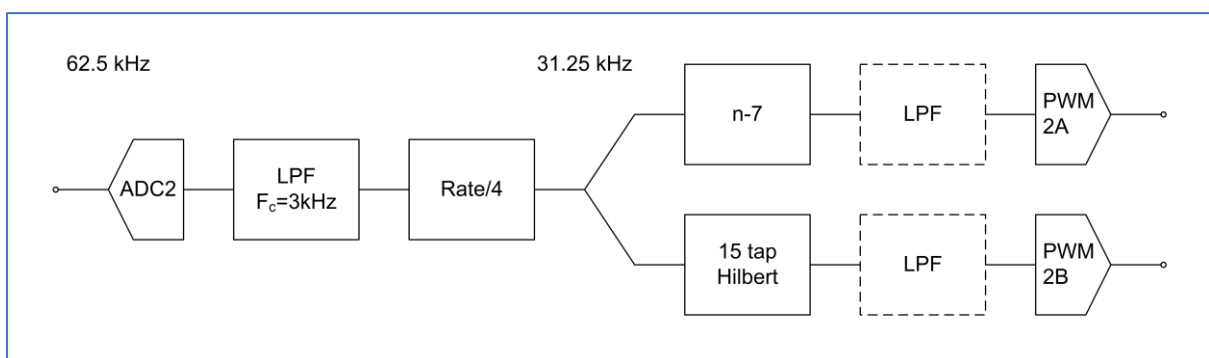 62.5 kHz
31.25 kHz
ADC2
LPF
Fc=3kHz
Rate/4
n-7
LPF
PWM
2A
15 tap
Hilbert
LPF
PWM
2B